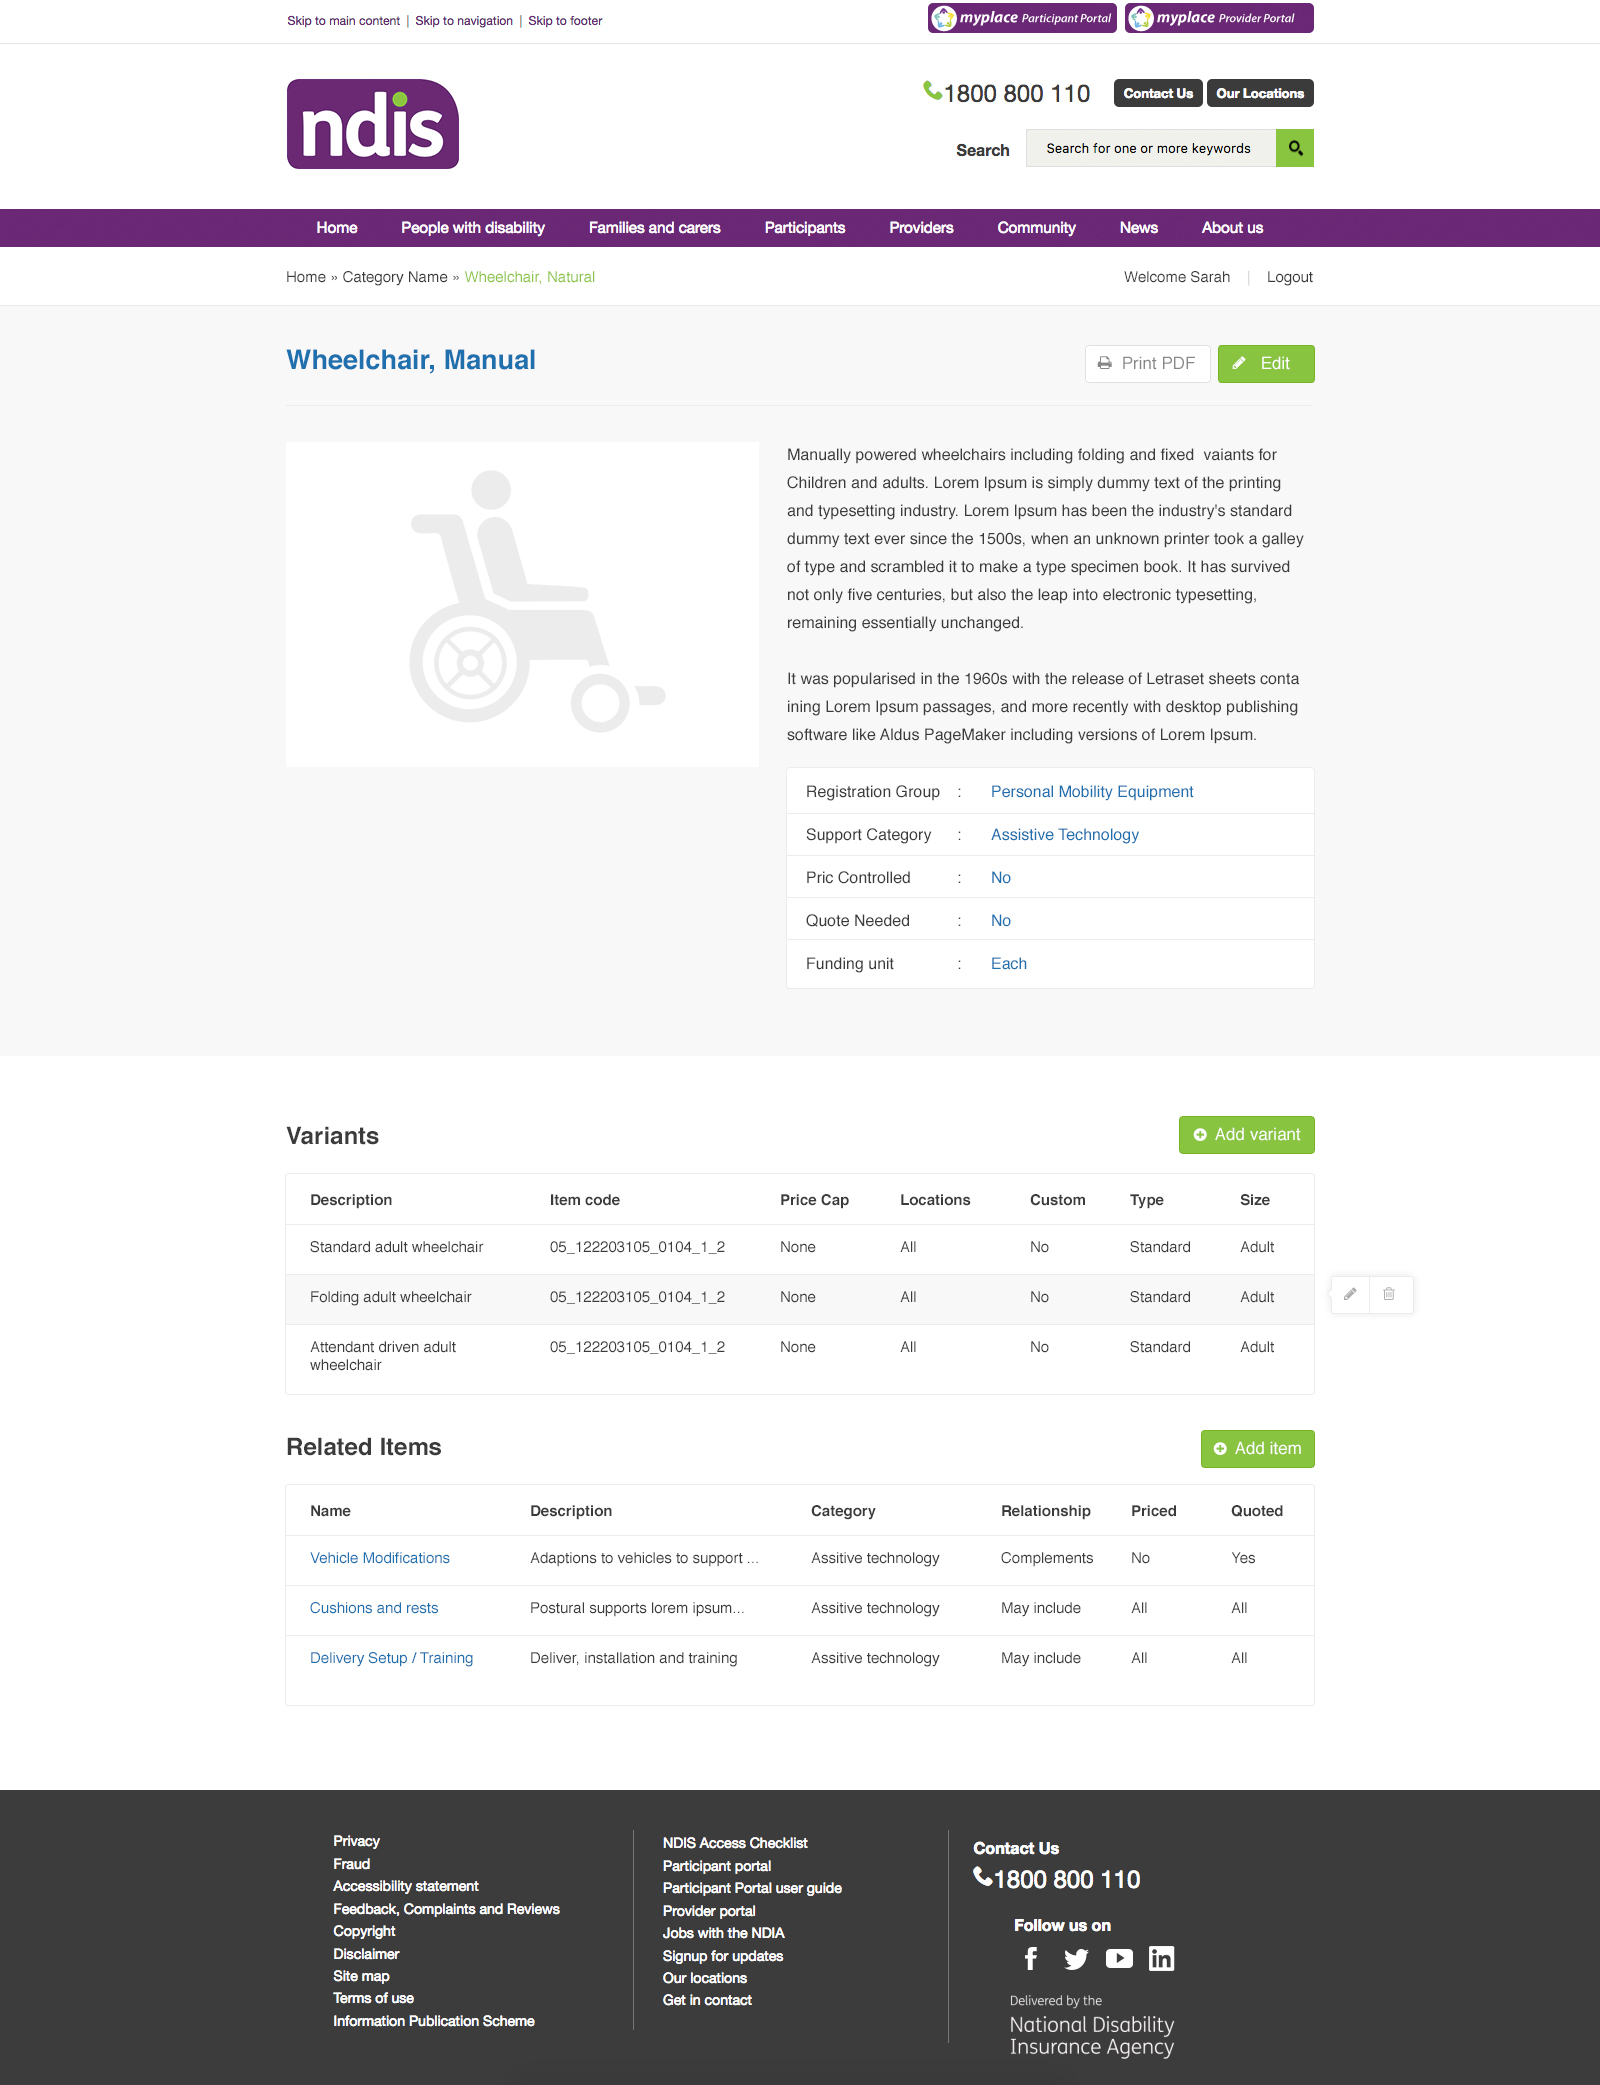 Skip to main content | Skip to navigation | Skip to footer
myplace Participant Portal
myplace Provider Portal
ndis
1800 800 110
Contact Us
Our Locations
Search
Search for one or more keywords
Home People with disability Families and carers Participants Providers Community News About us
Home » Category Name » Wheelchair, Natural
Welcome Sarah | Logout
Wheelchair, Manual
Print PDF
Edit
Manually powered wheelchairs including folding and fixed  vaiants for
Children and adults. Lorem Ipsum is simply dummy text of the printing
and typesetting industry. Lorem Ipsum has been the industry's standard
dummy text ever since the 1500s, when an unknown printer took a galley
of type and scrambled it to make a type specimen book. It has survived
not only five centuries, but also the leap into electronic typesetting,
remaining essentially unchanged.
It was popularised in the 1960s with the release of Letraset sheets conta
ining Lorem Ipsum passages, and more recently with desktop publishing
software like Aldus PageMaker including versions of Lorem Ipsum.
Registration Group : Personal Mobility Equipment
Support Category : Assistive Technology
Pric Controlled : No
Quote Needed : No
Funding unit : Each
Variants
Add variant
Description Item code Price Cap Locations Custom Type Size
Standard adult wheelchair 05_122203105_0104_1_2 None All No Standard Adult
Folding adult wheelchair 05_122203105_0104_1_2 None All No Standard Adult
Attendant driven adult 05_122203105_0104_1_2 None All No Standard Adult
wheelchair
Related Items
Add item
Name Description Category Relationship Priced Quoted
Vehicle Modifications Adaptions to vehicles to support ... Assitive technology Complements No Yes
Cushions and rests Postural supports lorem ipsum... Assitive technology May include All All
Delivery Setup / Training Deliver, installation and training Assitive technology May include All All
Privacy
Fraud
Accessibility statement
Feedback, Complaints and Reviews
Copyright
Disclaimer
Site map
Terms of use
Information Publication Scheme
NDIS Access Checklist
Participant portal
Participant Portal user guide
Provider portal
Jobs with the NDIA
Signup for updates
Our locations
Get in contact
Contact Us
1800 800 110
Follow us on
f
in
Delivered by the
National Disability
Insurance Agency